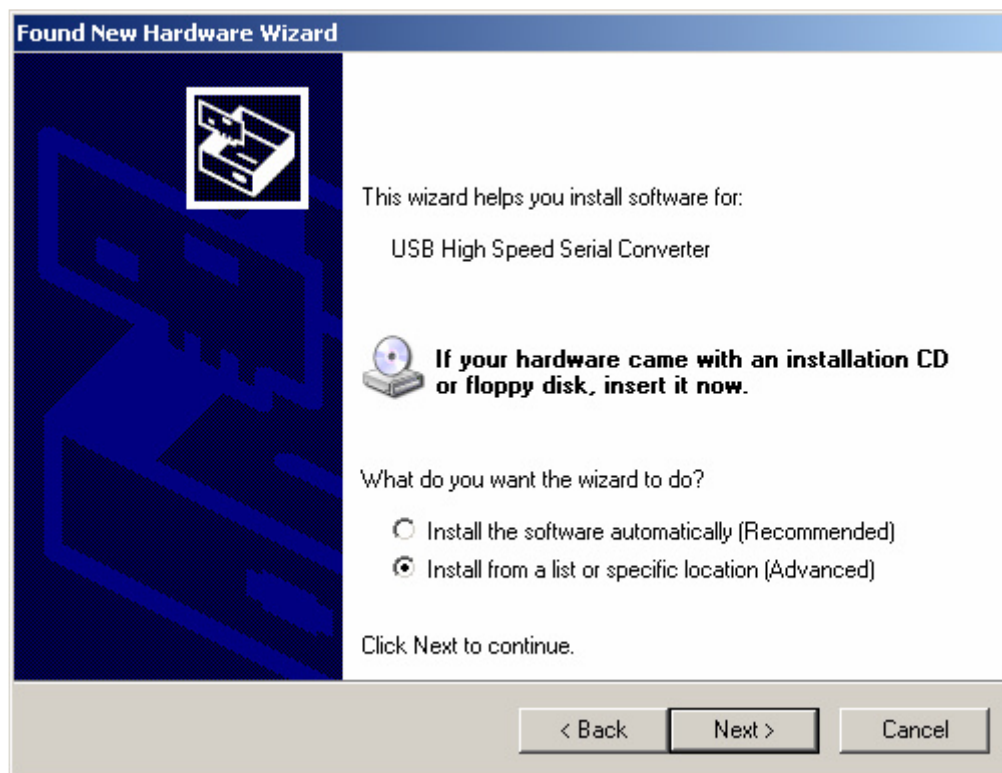 Found New Hardware Wizard
This wizard helps you install software for:
USB High Speed Serial Converter
If your hardware came with an installation CD
or floppy disk, insert it now.
What do you want the wizard to do?
Install the software automatically (Recommended)
Install from a list or specific location (Advanced)
Click Next to continue.
< Back
Next >
Cancel